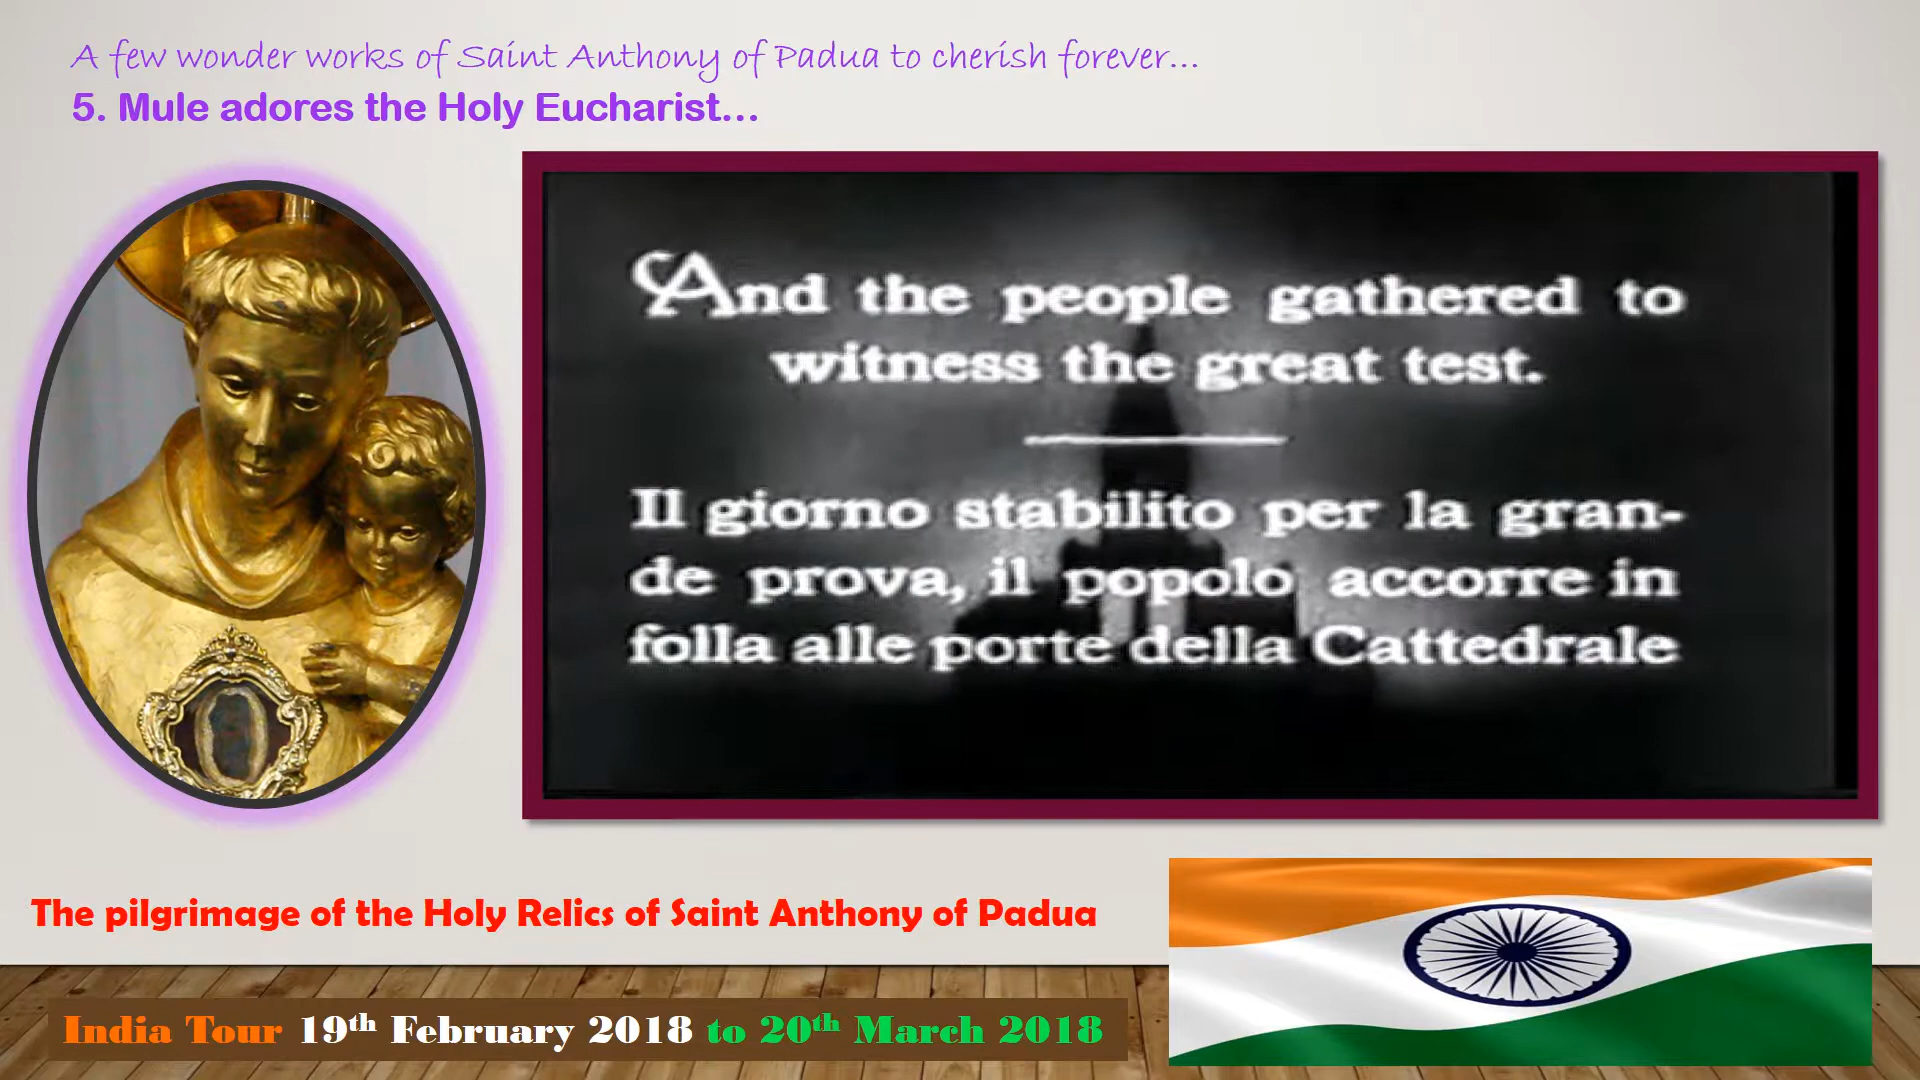 A few wonder works of Saint Anthony of Padua to cherish forever...
5. Mule adores the Holy Eucharist...
And the people gathered to
witness the great test.
Il giorno stabilito per la gran-
de prova, il popolo accorre in
folla alle porte della Cattedrale
The pilgrimage of the Holy Relics of Saint Anthony of Padua
India Tour 19th February 2018 to 20th March 2018